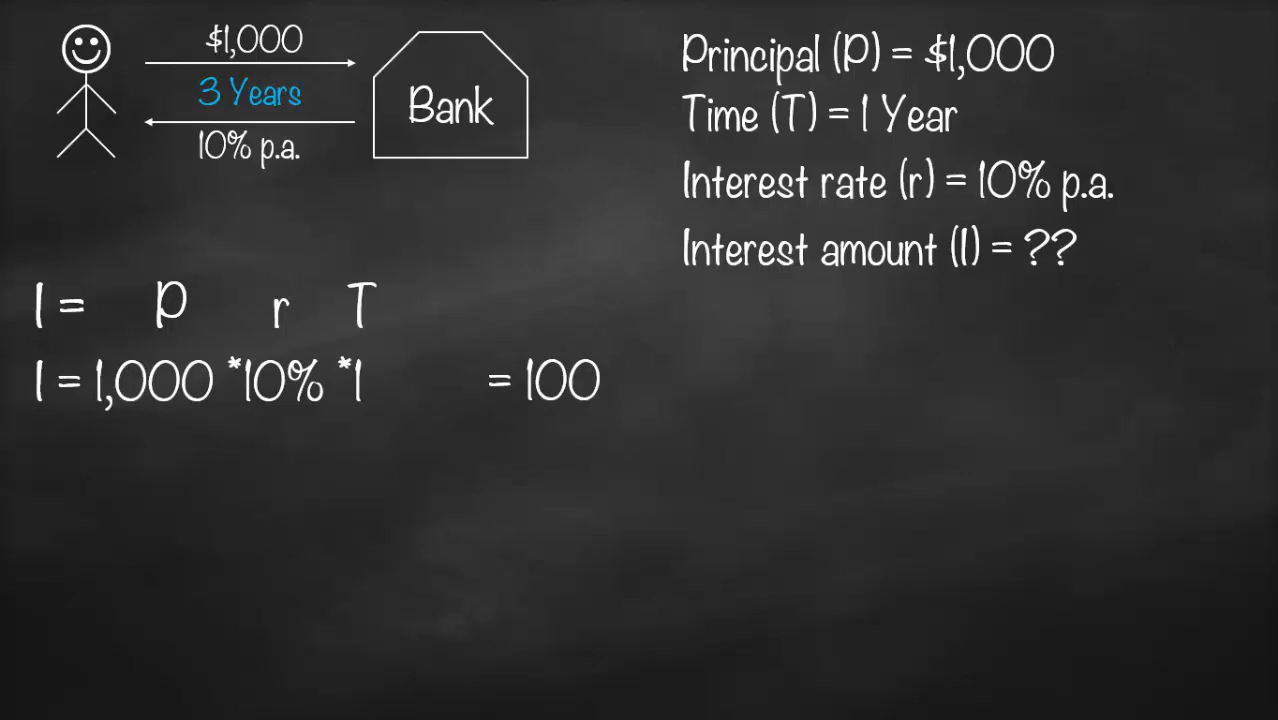 $1,000
3 Years
10% p.a.
Bank
Principal (P) = $1,000
Time (T) = 1 Year
Interest rate (r) = 10% p.a.
Interest amount (I) = ??
I = P r T
I = 1,000 *10% *1 = 100